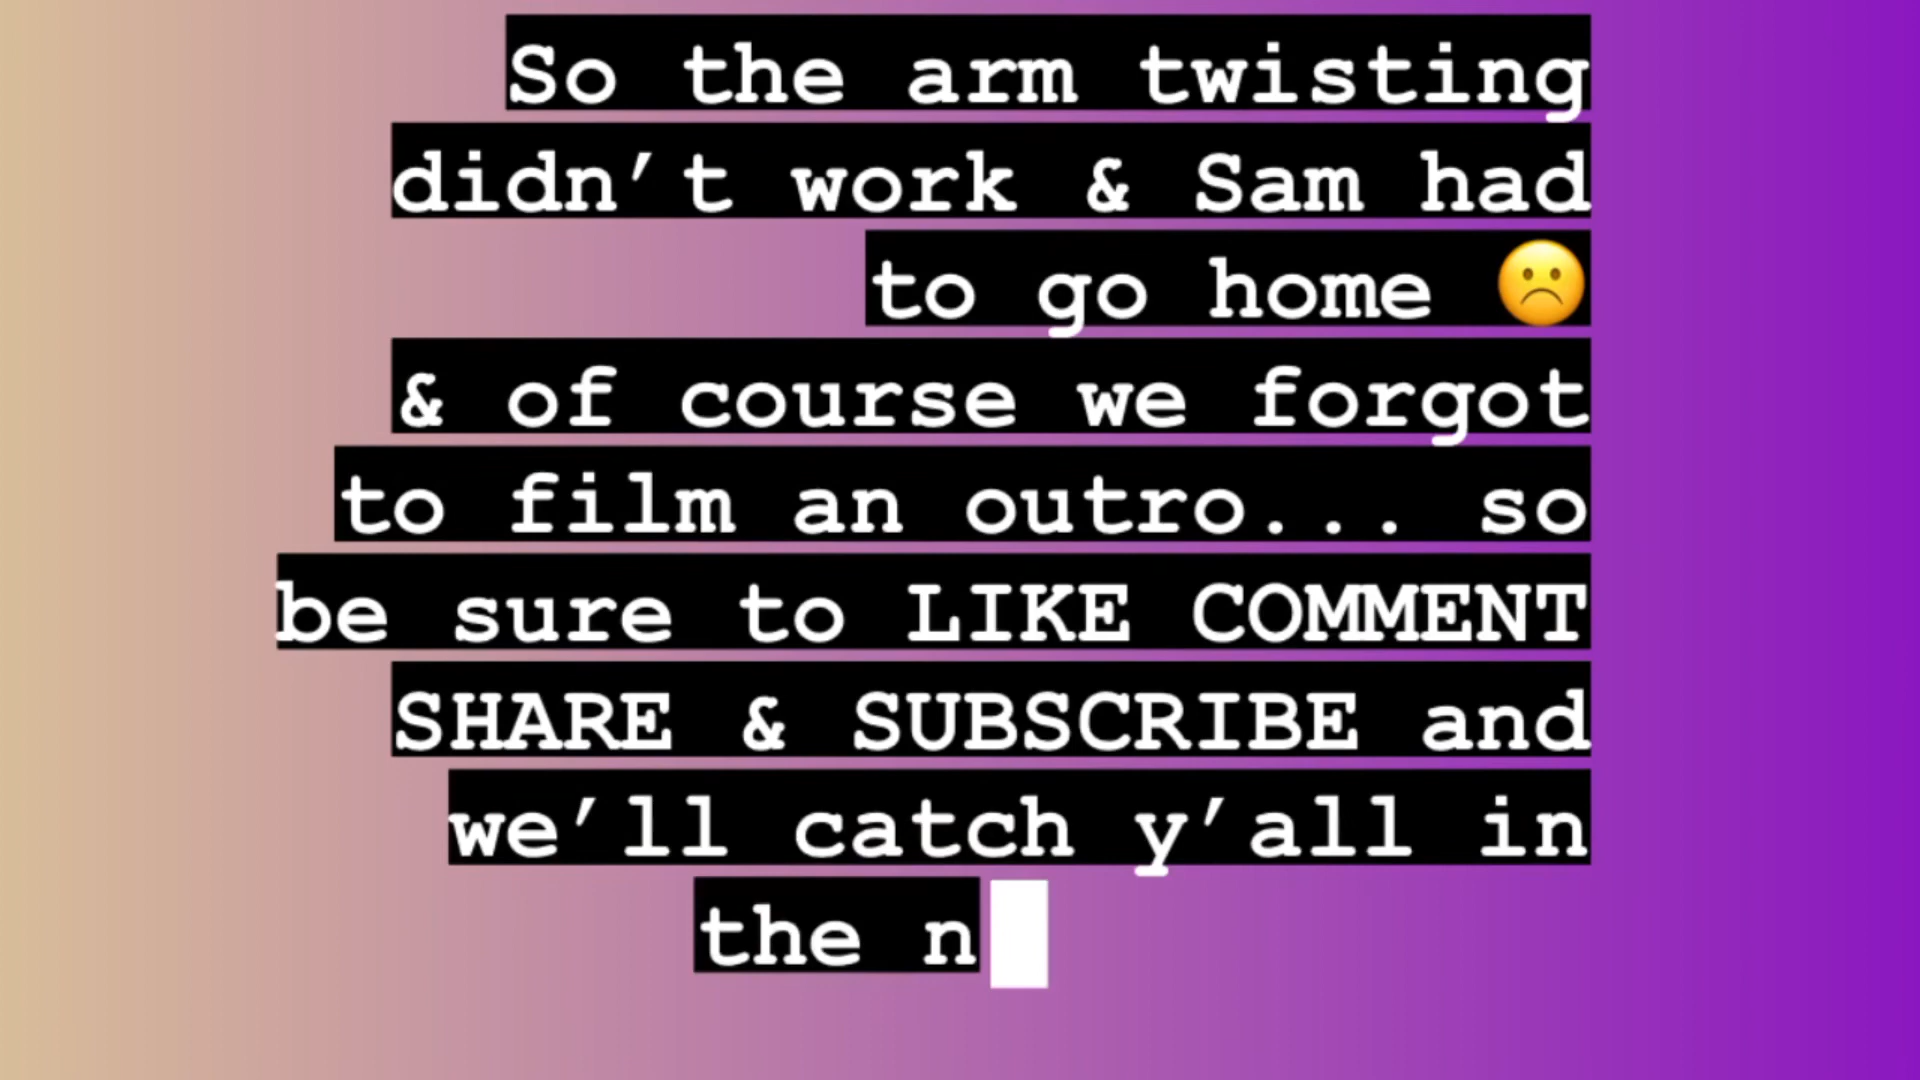 So the arm twisting
didn’t work & Sam had
to go home ☹️
& of course we forgot
to film an outro... so
be sure to LIKE COMMENT
SHARE & SUBSCRIBE and
we’ll catch y’all in
the n